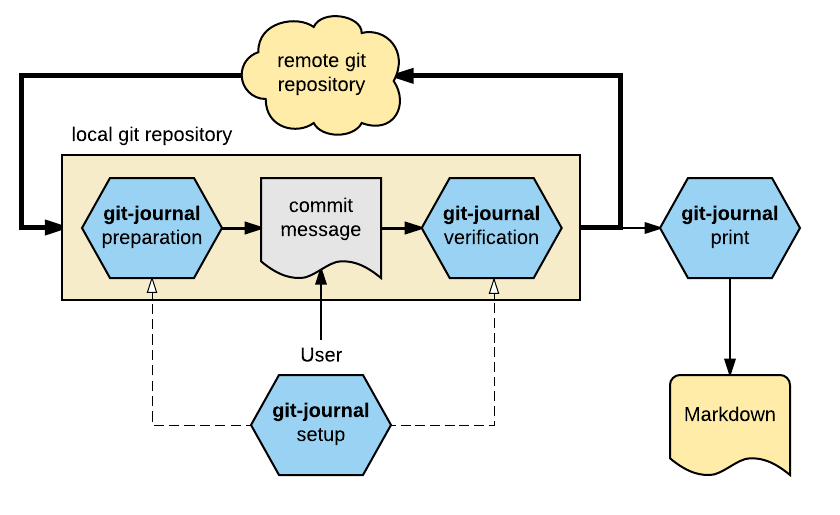 remote git
repository
local git repository
git-journal
preparation
commit
message
git-journal
verification
git-journal
print
User
git-journal
setup
Markdown